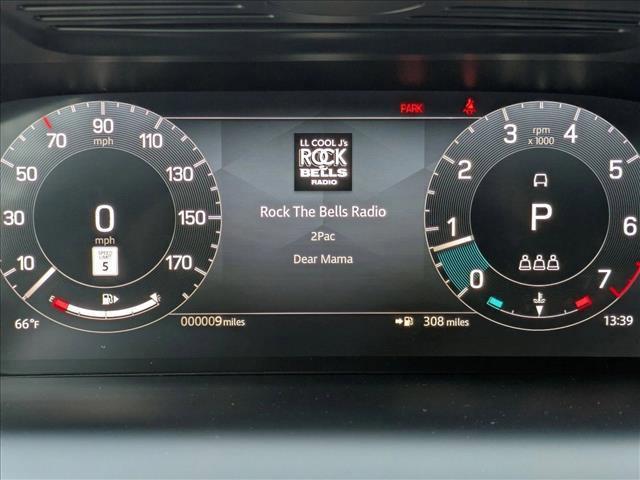 PARK
70
90
mph
110
50
130
30
150
10
170
0
mph
SPEED
LIMIT
5
E
66°F
000009 miles
LL COOL J's
ROCK
THE
BELLS
RADIO
Rock The Bells Radio
2Pac
Dear Mama
308 miles
3
rpm
x 1000
4
2
5
1
6
0
7
P
13:39